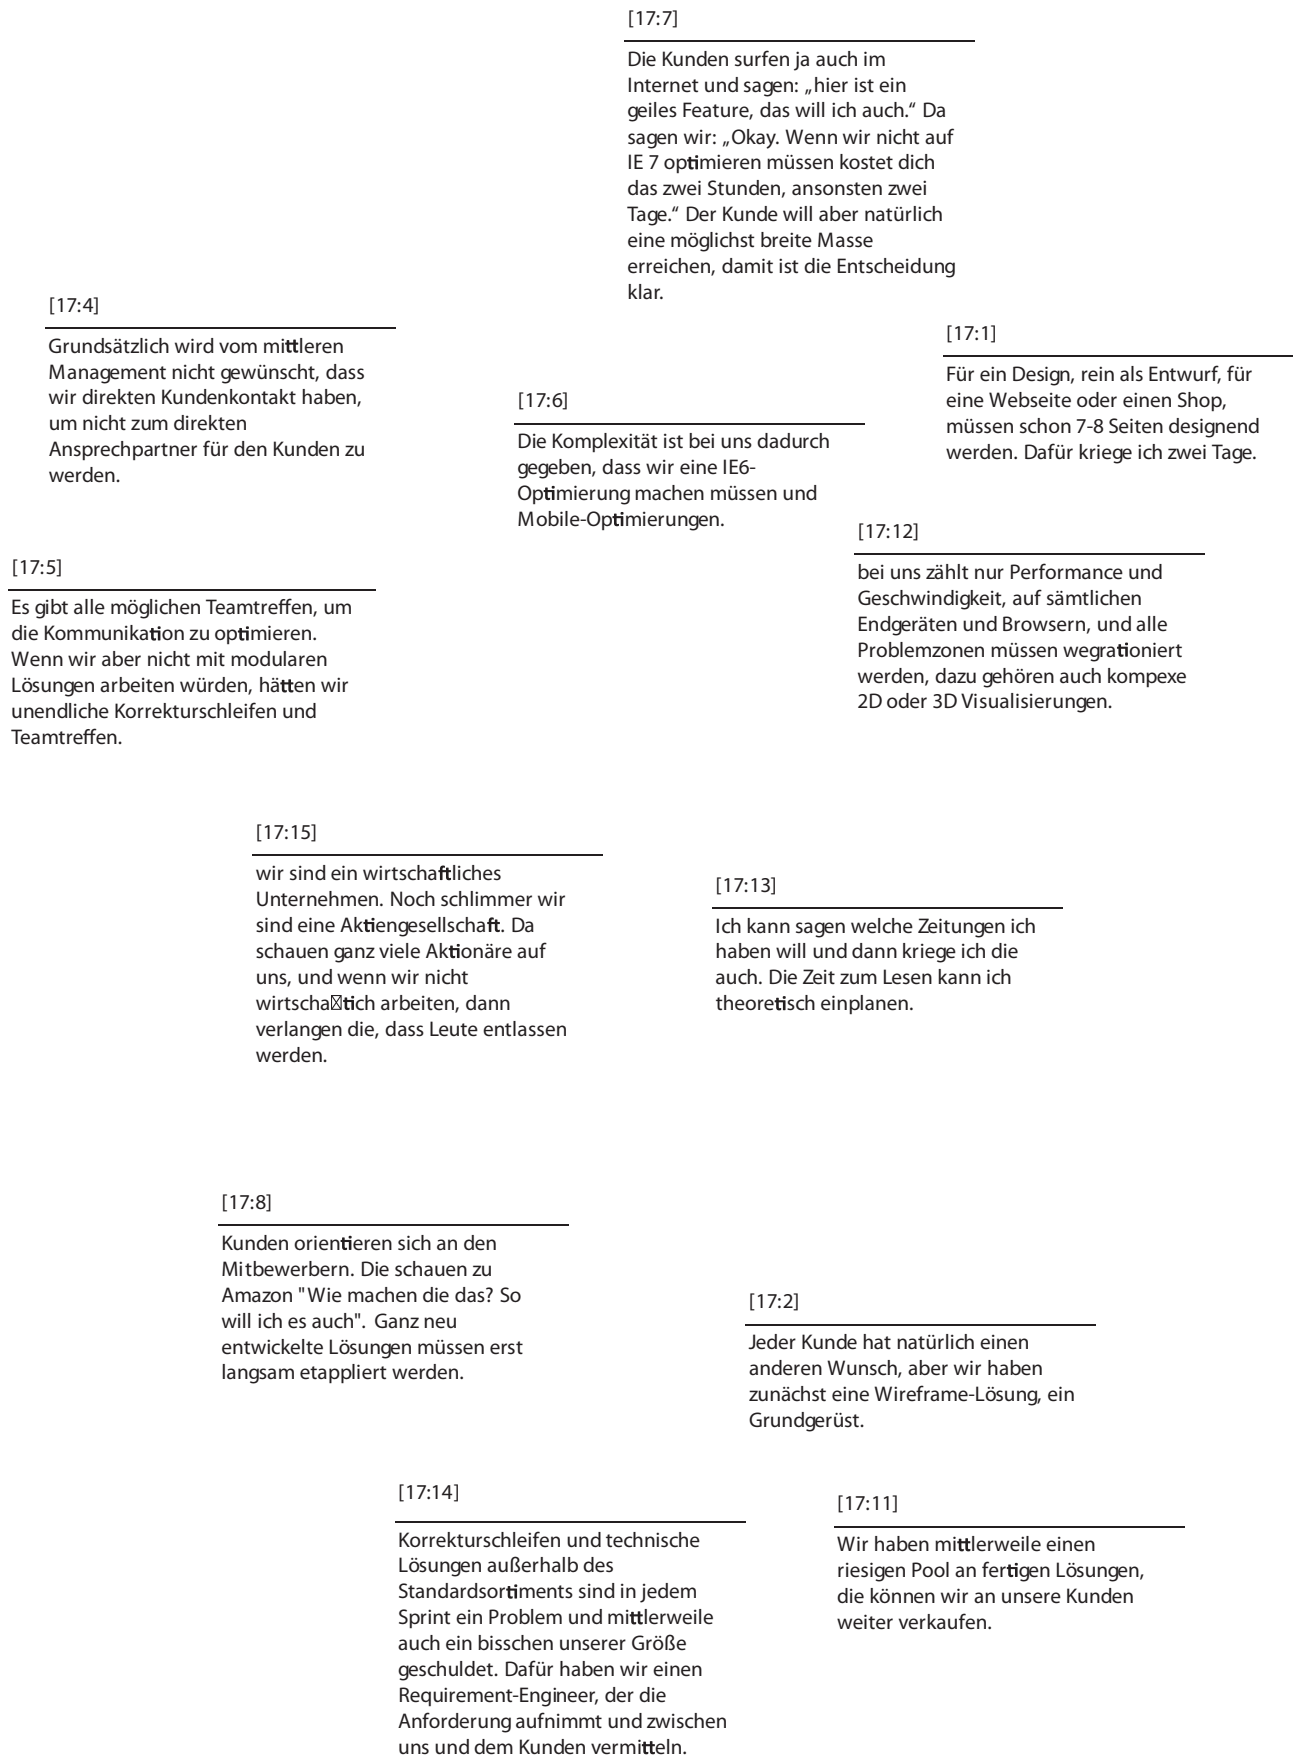 [17:7]
Die Kunden surfen ja auch im
Internet und sagen: „hier ist ein
geiles Feature, das will ich auch.“ Da
sagen wir: „Okay. Wenn wir nicht auf
IE 7 optimieren müssen kostet dich
das zwei Stunden, ansonsten zwei
Tage.“ Der Kunde will aber natürlich
eine möglichst breite Masse
erreichen, damit ist die Entscheidung
klar.
[17:4]
Grundsätzlich wird vom mittleren
Management nicht gewünscht, dass
wir direkten Kundenkontakt haben,
um nicht zum direkten
Ansprechpartner für den Kunden zu
werden.
[17:1]
Für ein Design, rein als Entwurf, für
eine Webseite oder einen Shop,
müssen schon 7-8 Seiten designend
werden. Dafür kriege ich zwei Tage.
[17:6]
Die Komplexität ist bei uns dadurch
gegeben, dass wir eine IE6-
Optimierung machen müssen und
Mobile-Optimierungen.
[17:12]
bei uns zählt nur Performance und
Geschwindigkeit, auf sämtlichen
Endgeräten und Browsern, und alle
Problemzonen müssen wegrationiert
werden, dazu gehören auch kompexe
2D oder 3D Visualisierungen.
[17:5]
Es gibt alle möglichen Teamtreffen, um
die Kommunikation zu optimieren.
Wenn wir aber nicht mit modularen
Lösungen arbeiten würden, hätten wir
unendliche Korrekturschleifen und
Teamtreffen.
[17:15]
wir sind ein wirtschaftliches
Unternehmen. Noch schlimmer wir
sind eine Aktiengesellschaft. Da
schauen ganz viele Aktionäre auf
uns, und wenn wir nicht
wirtscha☒tich arbeiten, dann
verlangen die, dass Leute entlassen
werden.
[17:13]
Ich kann sagen welche Zeitungen ich
haben will und dann kriege ich die
auch. Die Zeit zum Lesen kann ich
theoretisch einplanen.
[17:8]
Kunden orientieren sich an den
Mitbewerbern. Die schauen zu
Amazon "Wie machen die das? So
will ich es auch". Ganz neu
entwickelte Lösungen müssen erst
langsam etappliert werden.
[17:2]
Jeder Kunde hat natürlich einen
anderen Wunsch, aber wir haben
zunächst eine Wireframe-Lösung, ein
Grundgerüst.
[17:14]
Korrekturschleifen und technische
Lösungen außerhalb des
Standardsortiments sind in jedem
Sprint ein Problem und mittlerweile
auch ein bisschen unserer Größe
geschuldet. Dafür haben wir einen
Requirement-Engineer, der die
Anforderung aufnimmt und zwischen
uns und dem Kunden vermitteln.
[17:11]
Wir haben mittlerweile einen
riesigen Pool an fertigen Lösungen,
die können wir an unsere Kunden
weiter verkaufen.